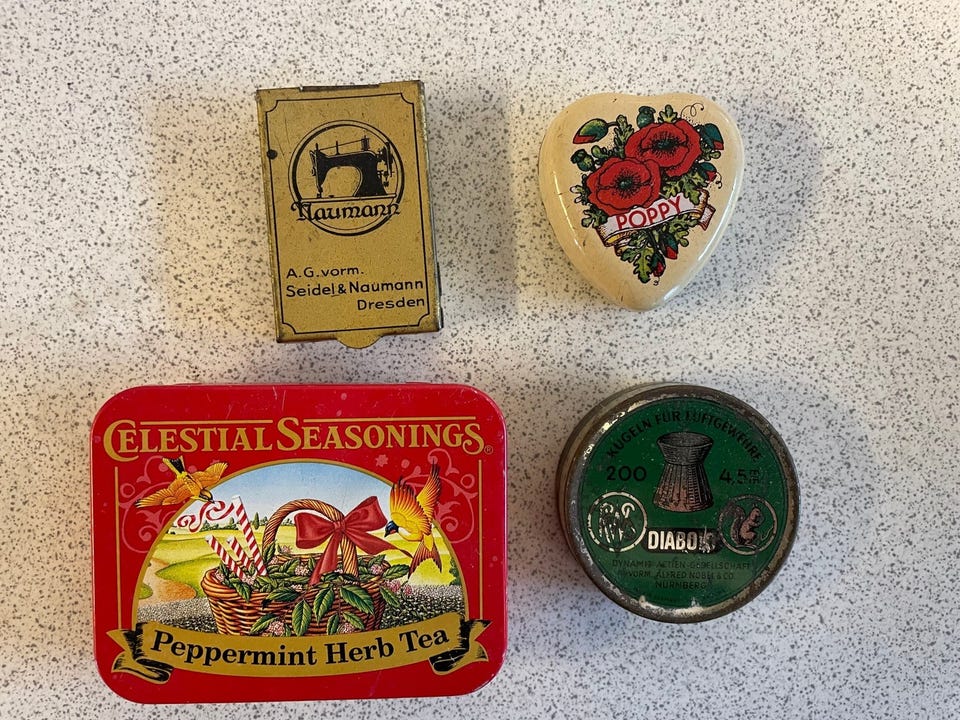 Naumann
A.G.vorm.
Seidel & Naumann
Dresden
POPPY
CELESTIAL SEASONINGS®
Peppermint Herb Tea
KUGELN FÜR LUFTGEWEHRE
200 4,5 mm
DIABOLO
DYNAMIT-ACTIEN-GESELLSCHAFT
VORM. ALFRED NOBEL & CO.
NÜRNBERG